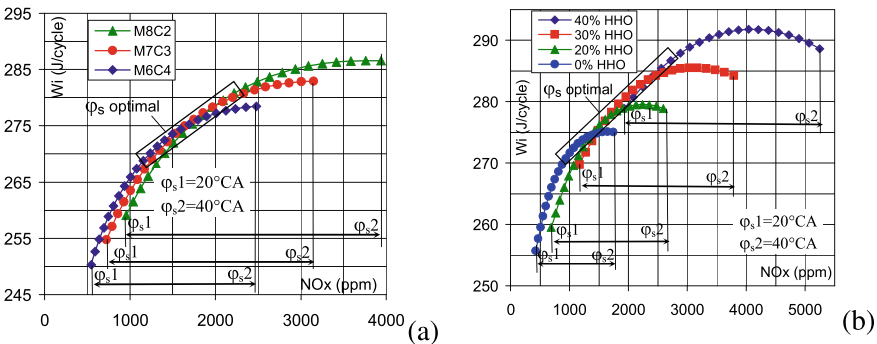 295
285
275
265
255
245
Wi (J/cycle)
M8C2
M7C3
M6C4
φs optimal
φs1=20°CA
φs2=40°CA
φs1
φs2
φs1
φs2
φs1
φs2
NOx (ppm)
0 1000 2000 3000 4000
(a)
290
280
270
260
250
Wi (J/cycle)
40% HHO
30% HHO
20% HHO
0% HHO
φs optimal
φs1
φs2
φs1
φs2
φs1
φs2
φs1
φs2
φs1=20°CA
φs2=40°CA
NOx (ppm)
0 1000 2000 3000 4000 5000
(b)